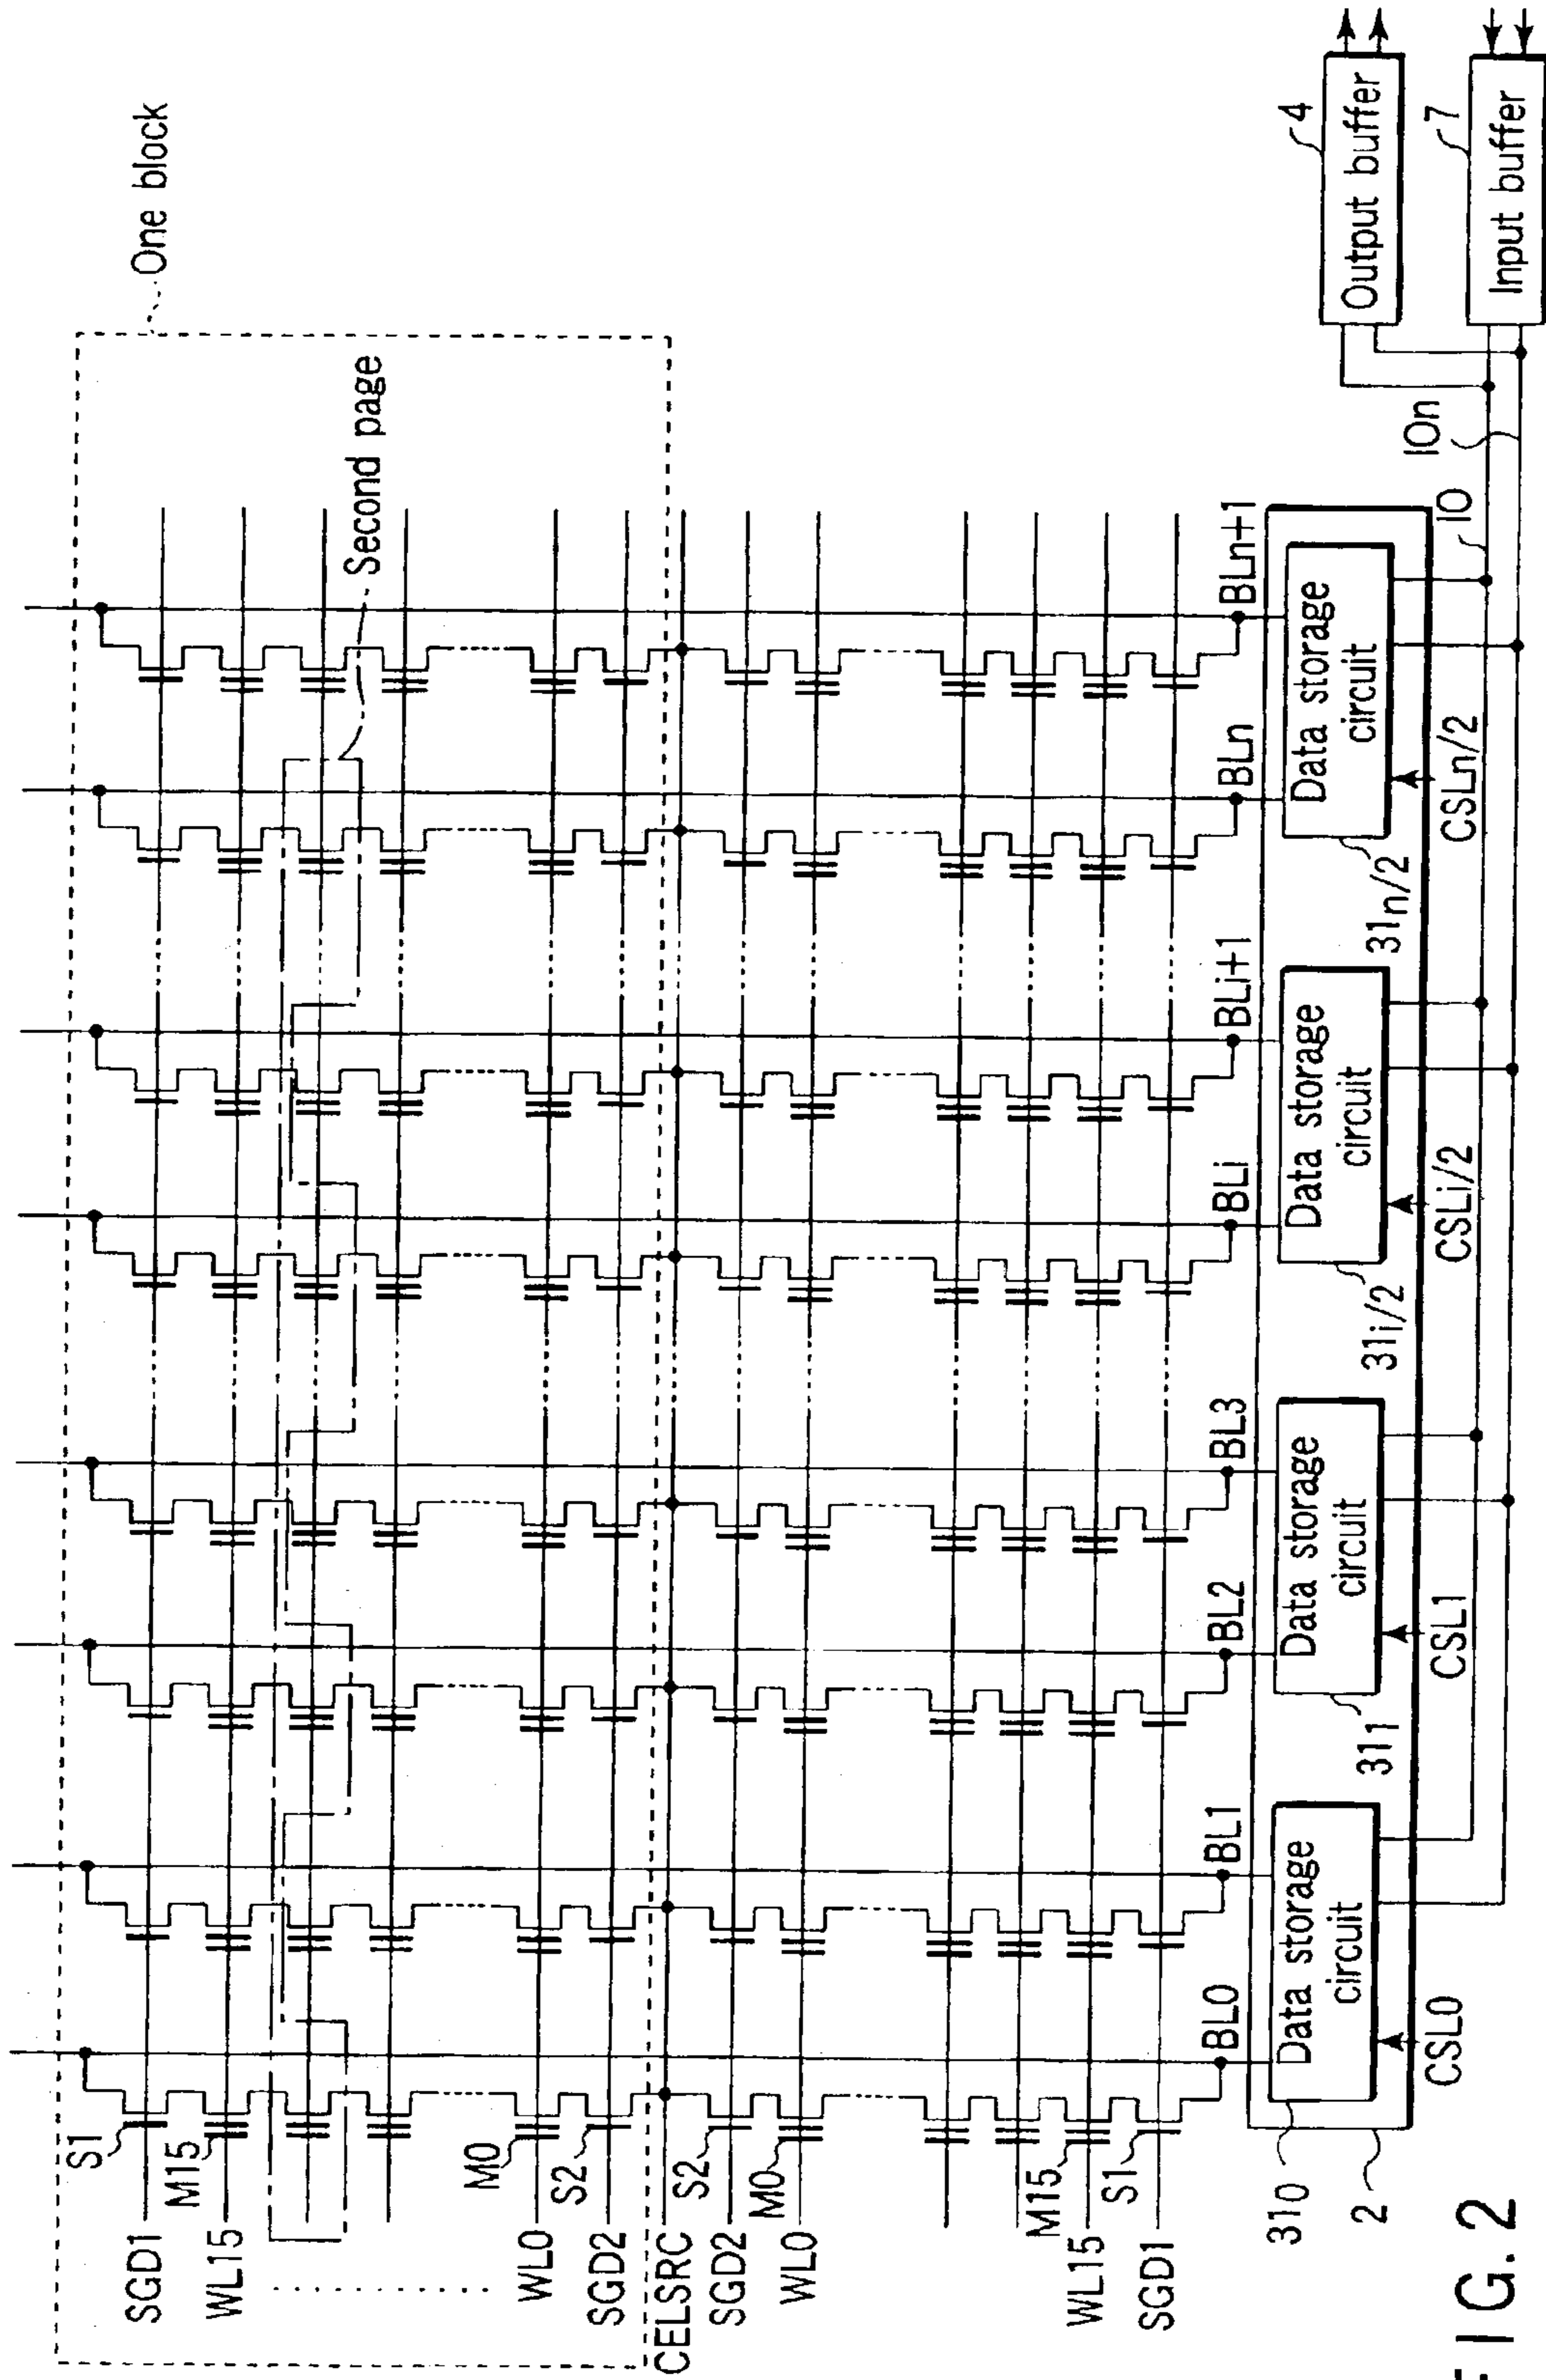 One block
Second page
S1
SGD1
M15
WL15
M0
WL0
S2
SGD2
CELSRC
S2
SGD2
M0
WL0
M15
WL15
S1
SGD1
BL0
BL1
BL2
BL3
BLi
BLi+1
BLn
BLn+1
Data storage
circuit
Data storage
circuit
Data storage
circuit
Data storage
circuit
310
311
31i/2
31n/2
2
CSL0
CSL1
CSLi/2
CSLn/2
IO
IOn
4
Output buffer
7
Input buffer
FIG. 2